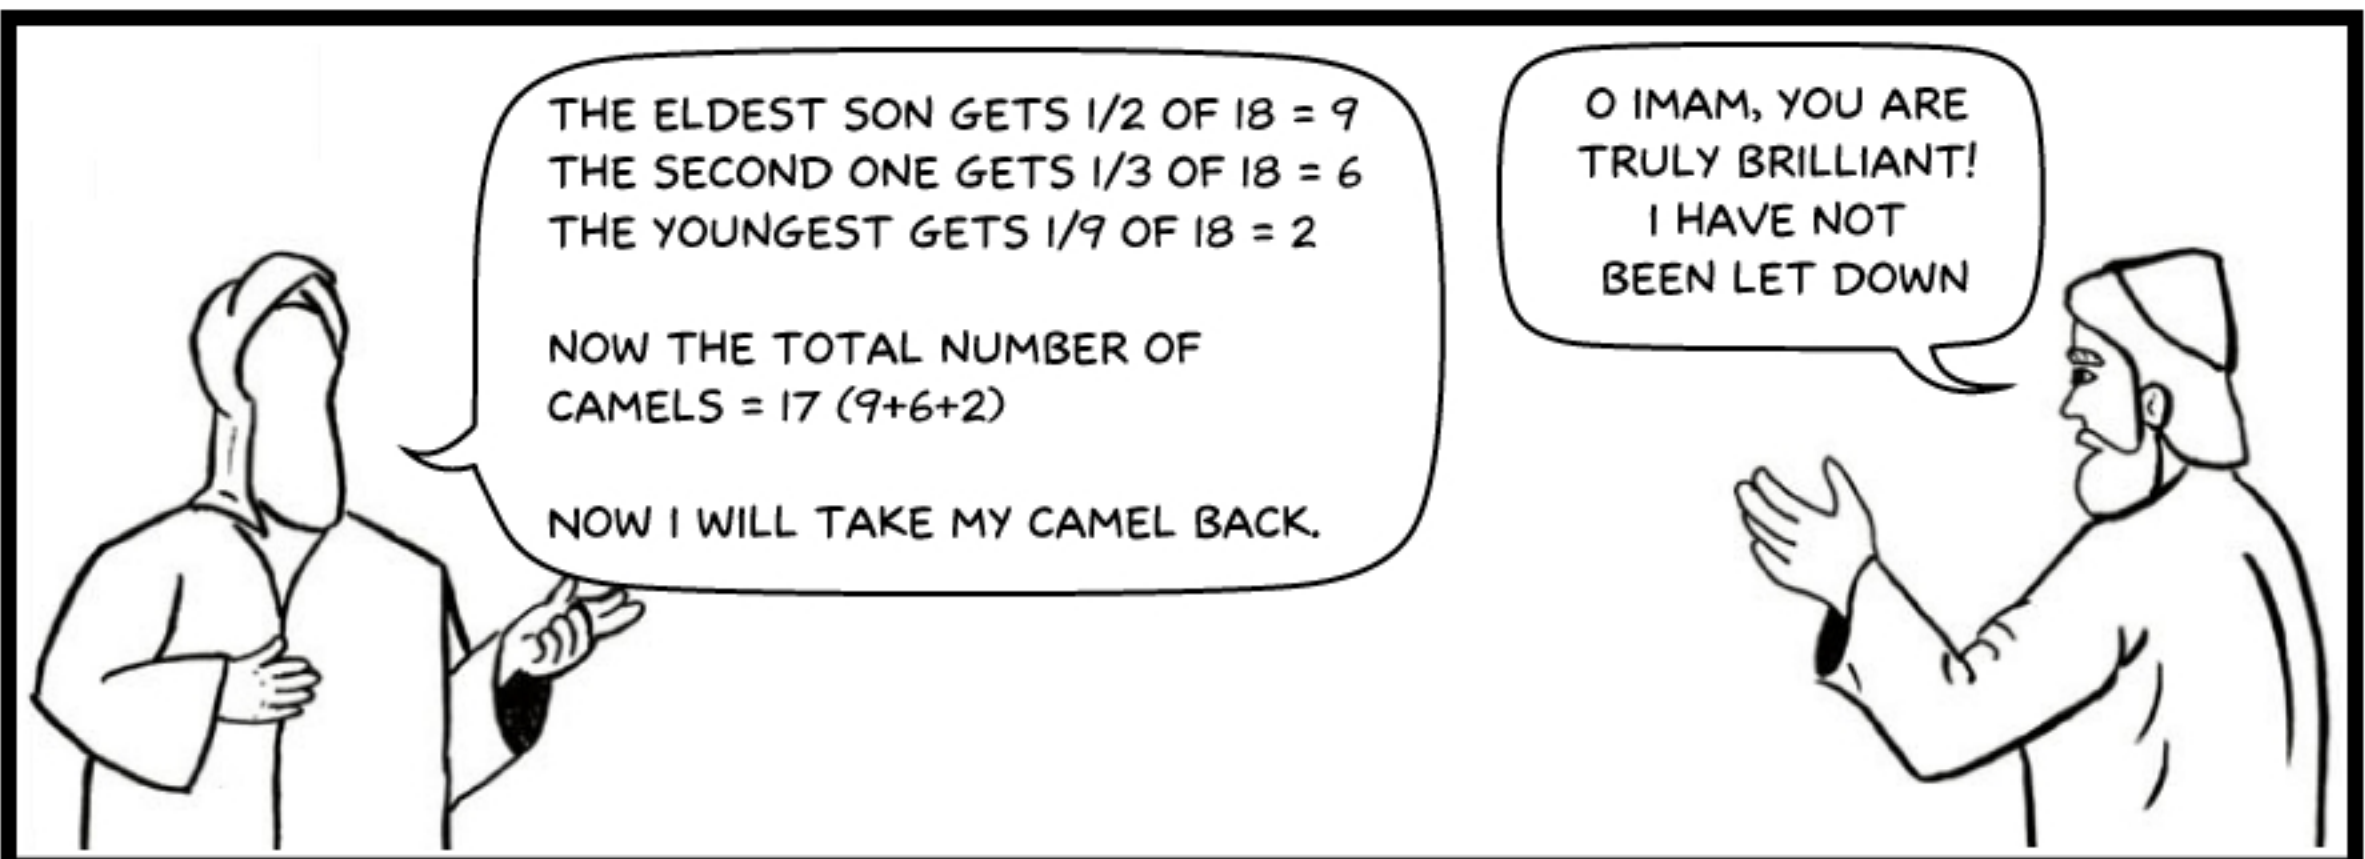 THE ELDEST SON GETS 1/2 OF 18 = 9
THE SECOND ONE GETS 1/3 OF 18 = 6
THE YOUNGEST GETS 1/9 OF 18 = 2
NOW THE TOTAL NUMBER OF
CAMELS = 17 (9+6+2)
NOW I WILL TAKE MY CAMEL BACK.
O IMAM, YOU ARE
TRULY BRILLIANT!
I HAVE NOT
BEEN LET DOWN